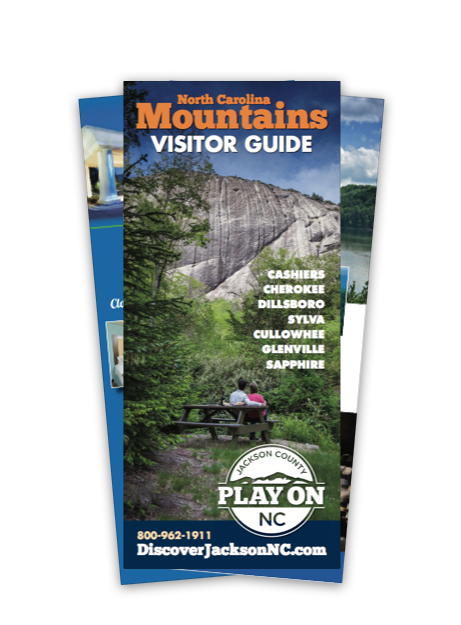 North Carolina
Mountains
VISITOR GUIDE
CASHIERS
CHEROKEE
DILLSBORO
SYLVA
CULLOWHEE
GLENVILLE
SAPPHIRE
JACKSON COUNTY
PLAY ON
NC
800-962-1911
DiscoverJacksonNC.com